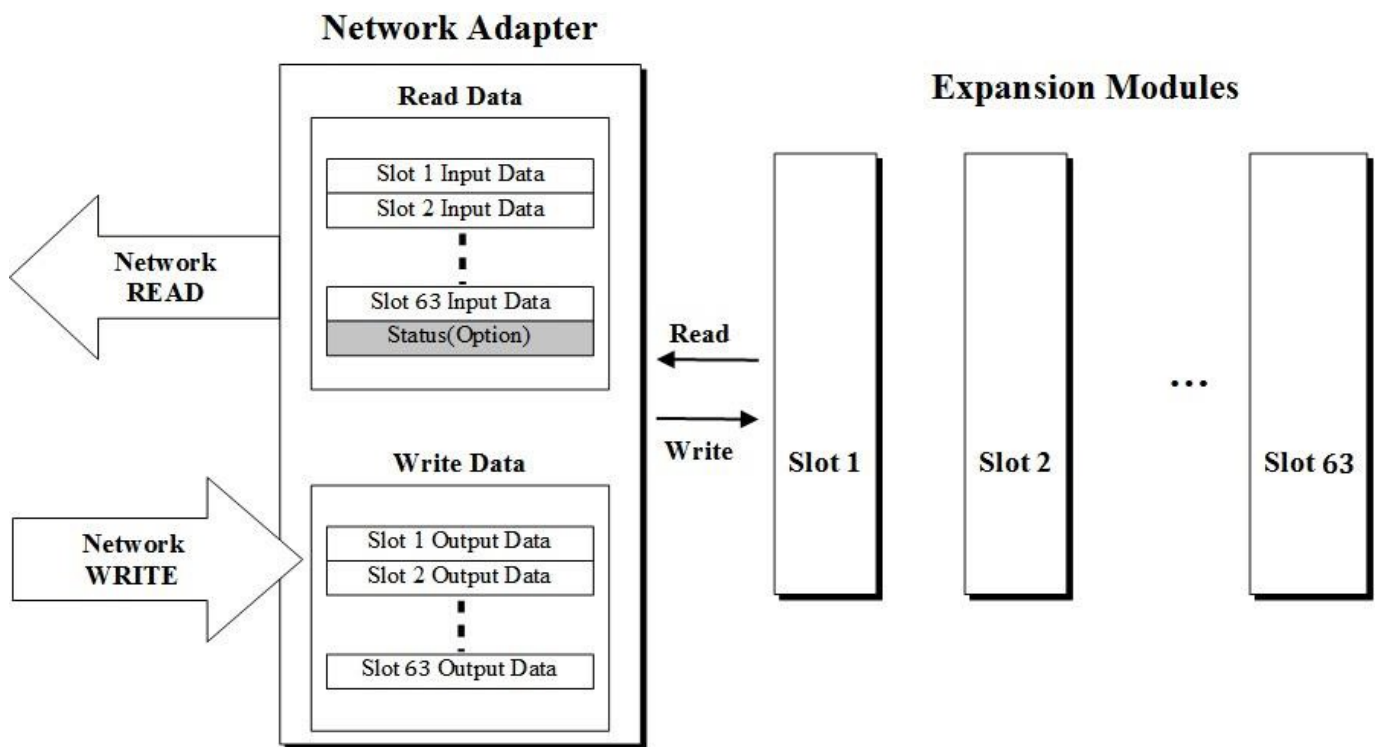 Network Adapter
Read Data
Slot 1 Input Data
Slot 2 Input Data
Slot 63 Input Data
Status(Option)
Network
READ
Write Data
Slot 1 Output Data
Slot 2 Output Data
Slot 63 Output Data
Network
WRITE
Read
Write
Expansion Modules
Slot 1
Slot 2
...
Slot 63